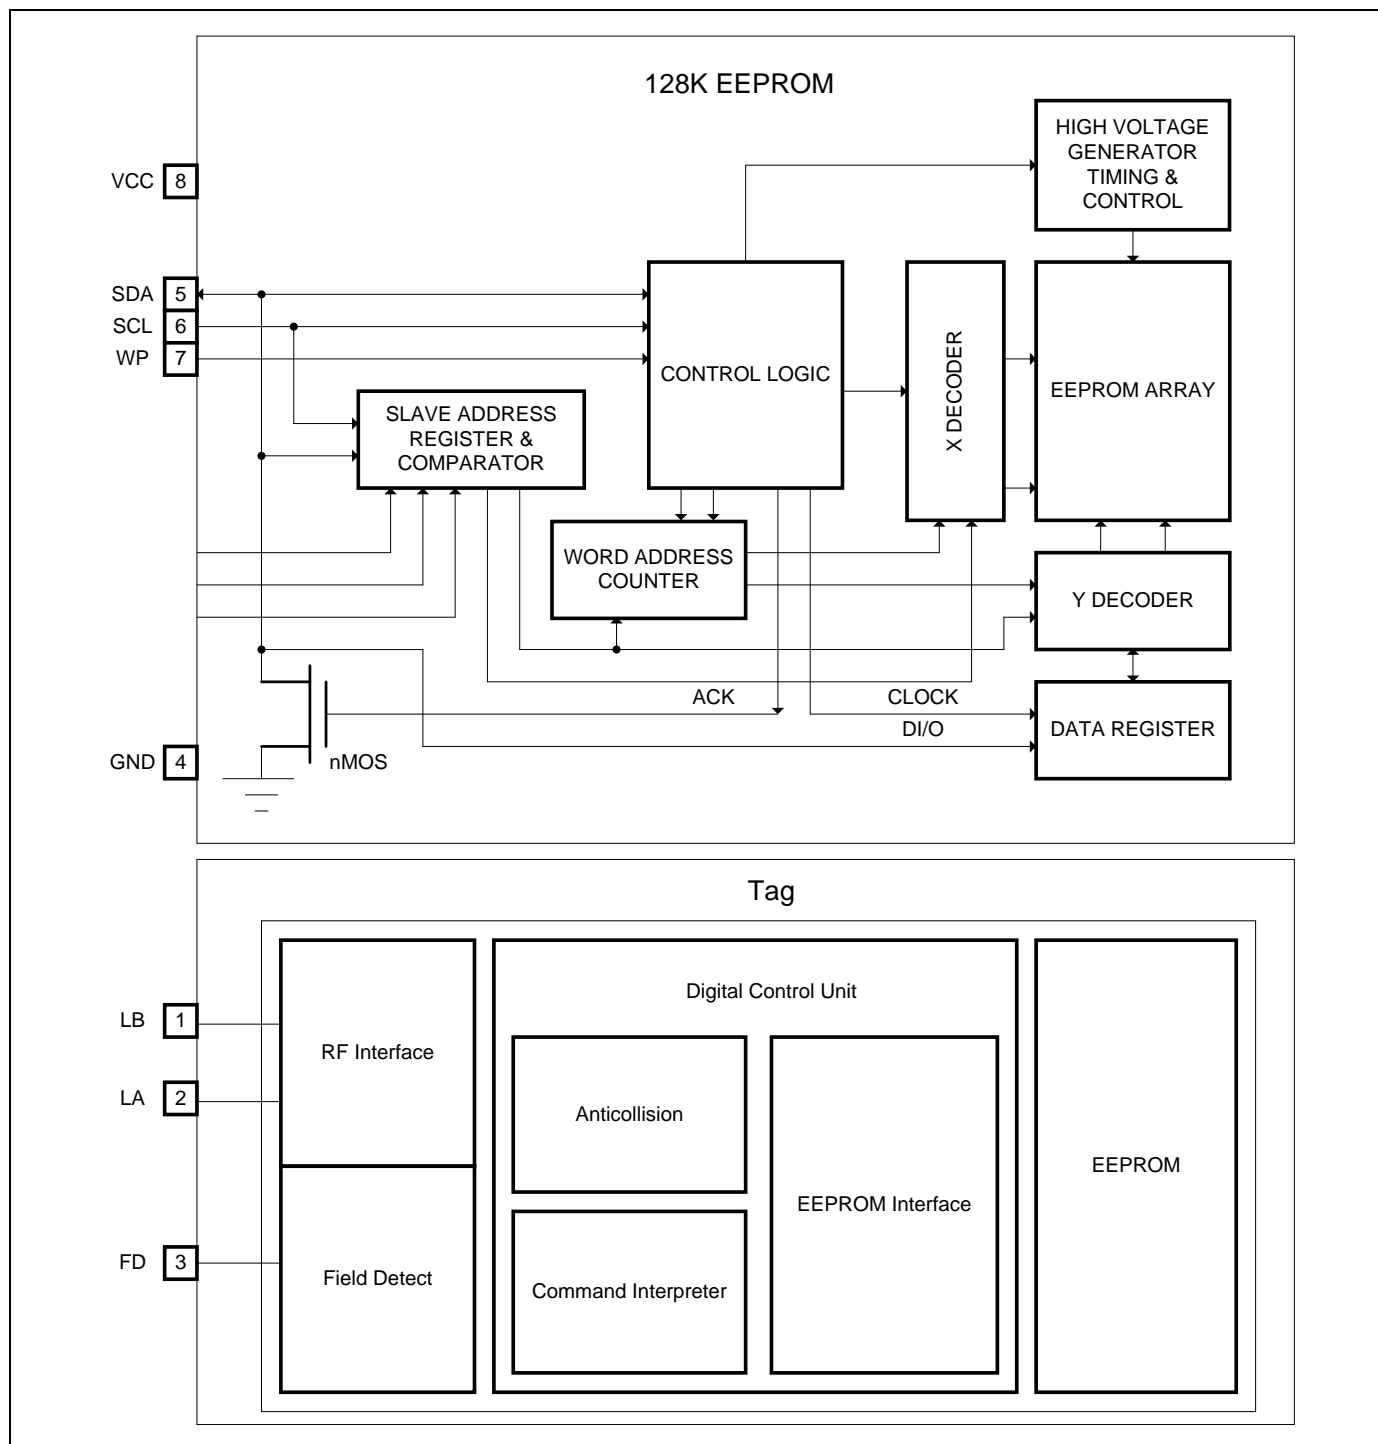 128K EEPROM
HIGH VOLTAGE
GENERATOR
TIMING &
CONTROL
VCC 8
SDA 5
SCL 6
WP 7
CONTROL LOGIC
X DECODER
EEPROM ARRAY
SLAVE ADDRESS
REGISTER &
COMPARATOR
WORD ADDRESS
COUNTER
Y DECODER
ACK
CLOCK
DI/O
DATA REGISTER
GND 4
nMOS
Tag
Digital Control Unit
LB 1
RF Interface
LA 2
Anticollision
EEPROM
EEPROM Interface
FD 3
Field Detect
Command Interpreter